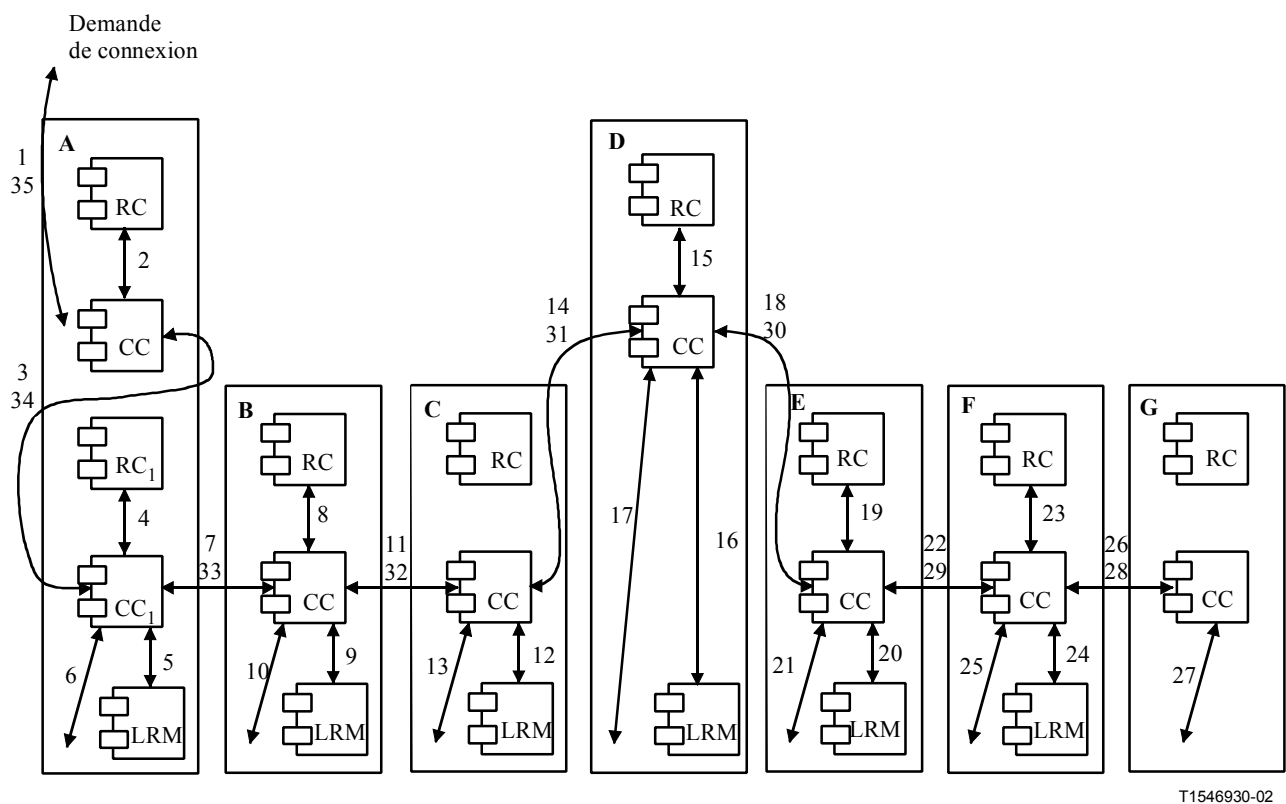 Demande
de connexion
A
1
35
RC
2
CC
3
34
RC1
4
CC1
5
6
LRM
7
33
B
RC
8
CC
9
10
LRM
11
32
C
RC
CC
12
13
LRM
14
31
D
RC
15
CC
16
17
LRM
18
30
E
RC
19
CC
20
21
LRM
22
29
F
RC
23
CC
24
25
LRM
26
28
G
RC
CC
27
T1546930-02